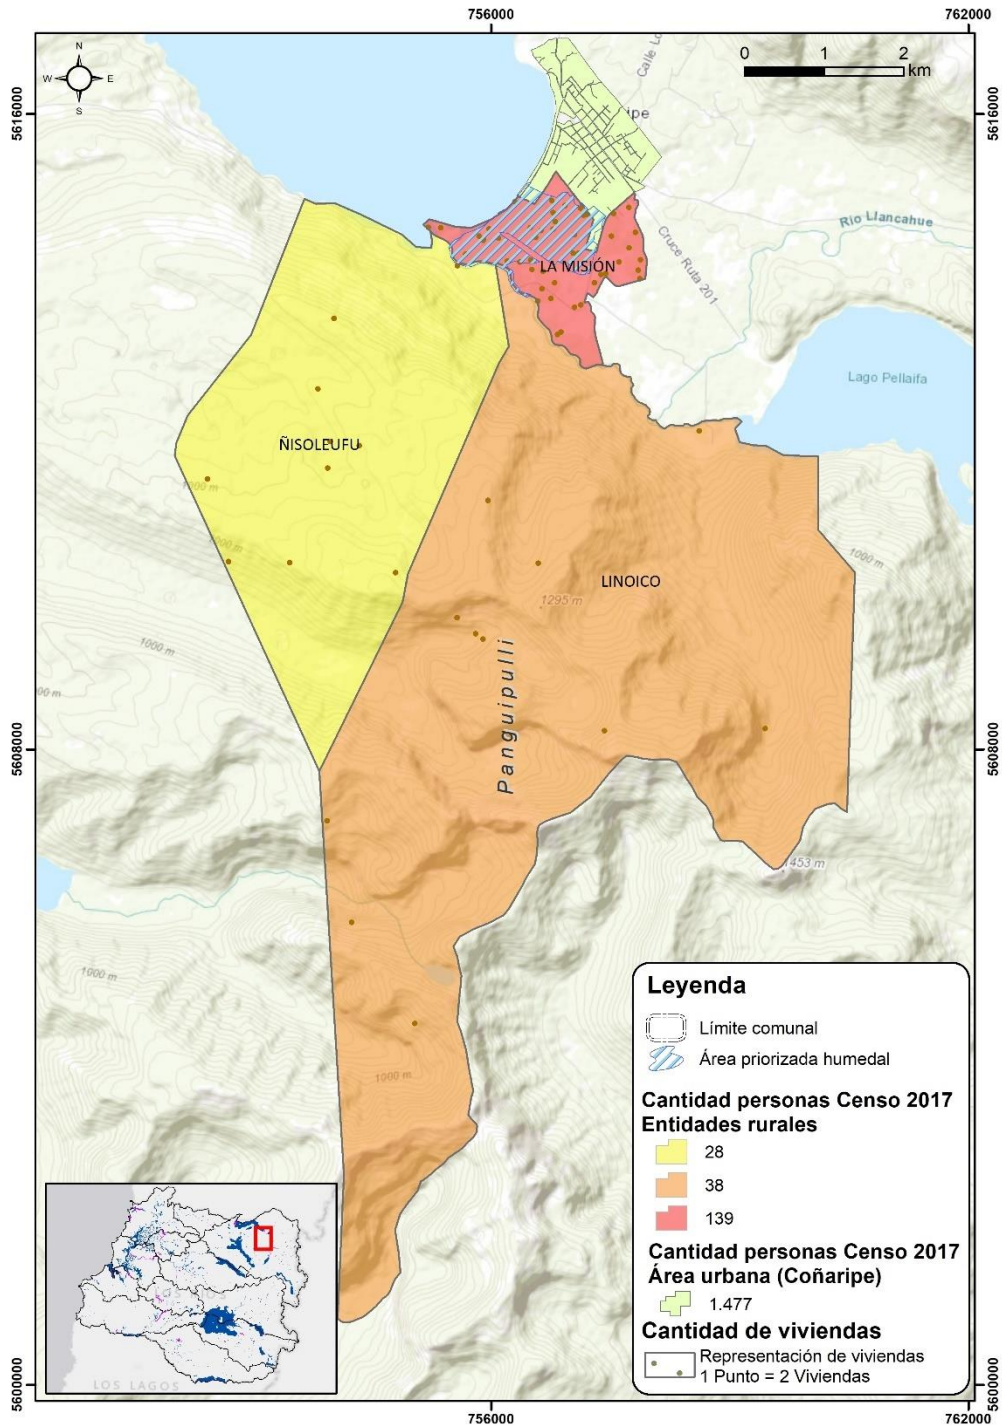 756000
762000
N
W
E
S
0 1 2
km
Calle Lo
ipe
5616000
5616000
Rio Llancahue
Cruce Ruta 201
LA MISIÓN
Lago Pellaifa
ÑISOLEUFU
1000 m
1000 m
1000 m
LINOICO
1295 m
1000 m
00 m
Panguipulli
5608000
5608000
1453 m
1000 m
1000 m
Leyenda
Límite comunal
Área priorizada humedal
Cantidad personas Censo 2017
Entidades rurales
28
38
139
Cantidad personas Censo 2017
Área urbana (Coñaripe)
1.477
Cantidad de viviendas
Representación de viviendas
1 Punto = 2 Viviendas
LOS LAGOS
5600000
5600000
756000
762000